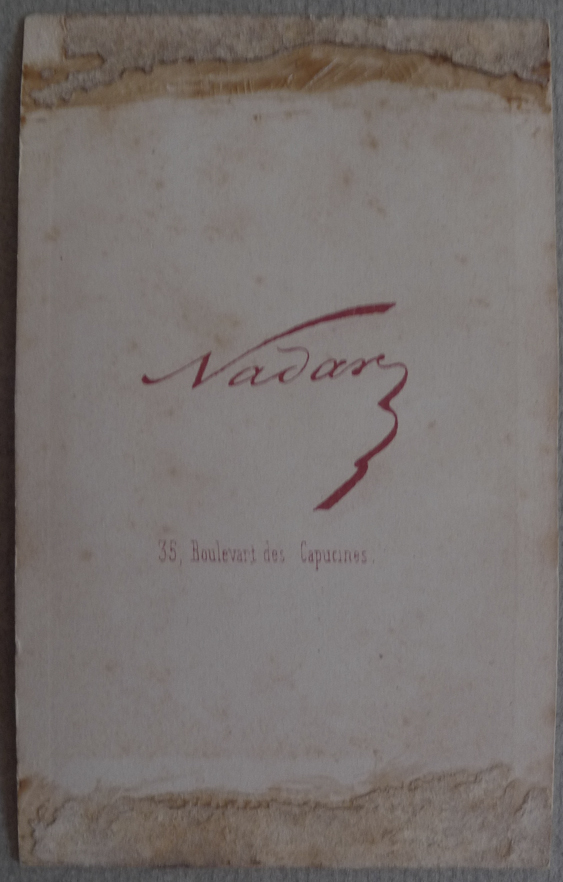 Nadar
35, Boulevart des Capucines.